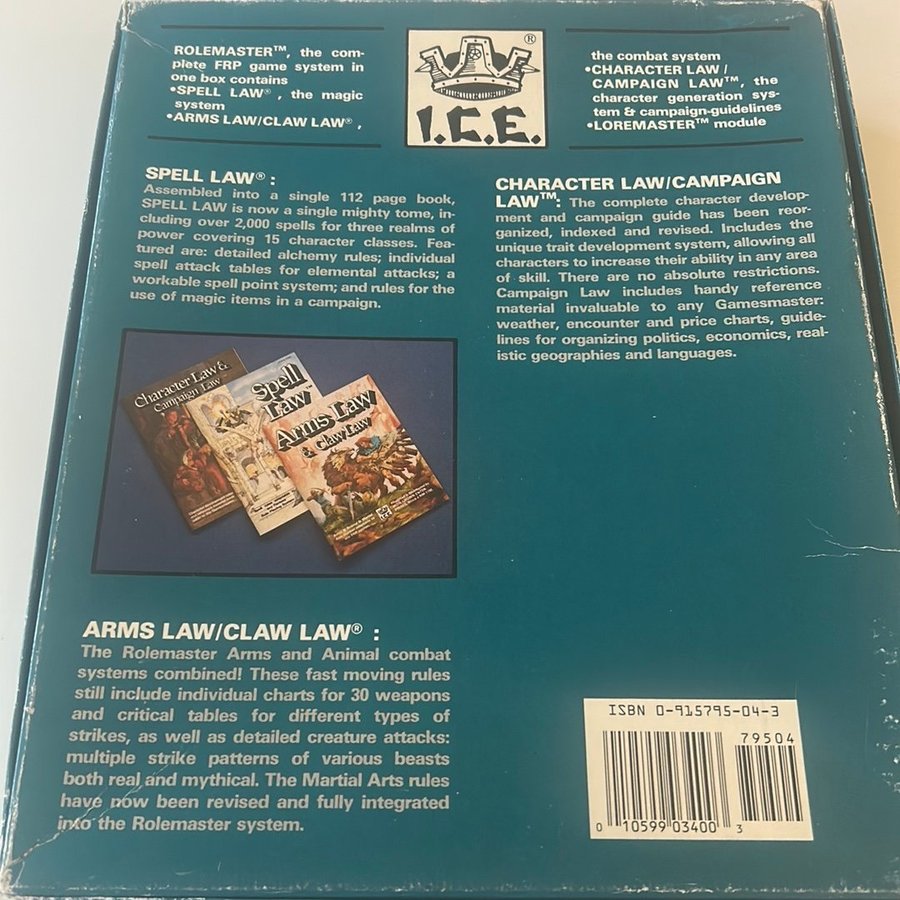 ROLEMASTER™, the com-
plete FRP game system in
one box contains
•SPELL LAW® , the magic
system
•ARMS LAW/CLAW LAW® ,
®
I.C.E.
the combat system
•CHARACTER LAW /
CAMPAIGN LAW™, the
character generation sys-
tem & campaign-guidelines
•LOREMASTER™ module
SPELL LAW® :
Assembled into a single 112 page book,
SPELL LAW is now a single mighty tome, in-
cluding over 2,000 spells for three realms of
power covering 15 character classes. Fea-
tured are: detailed alchemy rules; individual
spell attack tables for elemental attacks; a
workable spell point system; and rules for the
use of magic items in a campaign.
Character Law &
Campaign Law
Spell
Law™
Arms Law
& Claw Law
ARMS LAW/CLAW LAW® :
The Rolemaster Arms and Animal combat
systems combined! These fast moving rules
still include individual charts for 30 weapons
and critical tables for different types of
strikes, as well as detailed creature attacks:
multiple strike patterns of various beasts
both real and mythical. The Martial Arts rules
have now been revised and fully integrated
into the Rolemaster system.
CHARACTER LAW/CAMPAIGN
LAW™: The complete character develop-
ment and campaign guide has been reor-
ganized, indexed and revised. Includes the
unique trait development system, allowing all
characters to increase their ability in any area
of skill. There are no absolute restrictions.
Campaign Law includes handy reference
material invaluable to any Gamesmaster:
weather, encounter and price charts, guide-
lines for organizing politics, economics, real-
istic geographies and languages.
ISBN 0-915795-04-3
79504
0 10599 03400 3